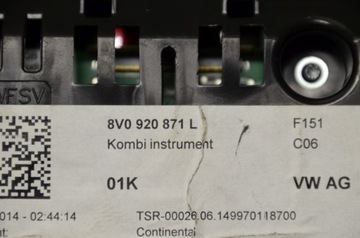 WFSV
8V0 920 871 L F151
Kombi instrument C06
01K VW AG
014 - 02:44:14 TSR-00026.06.149970118700
Continental